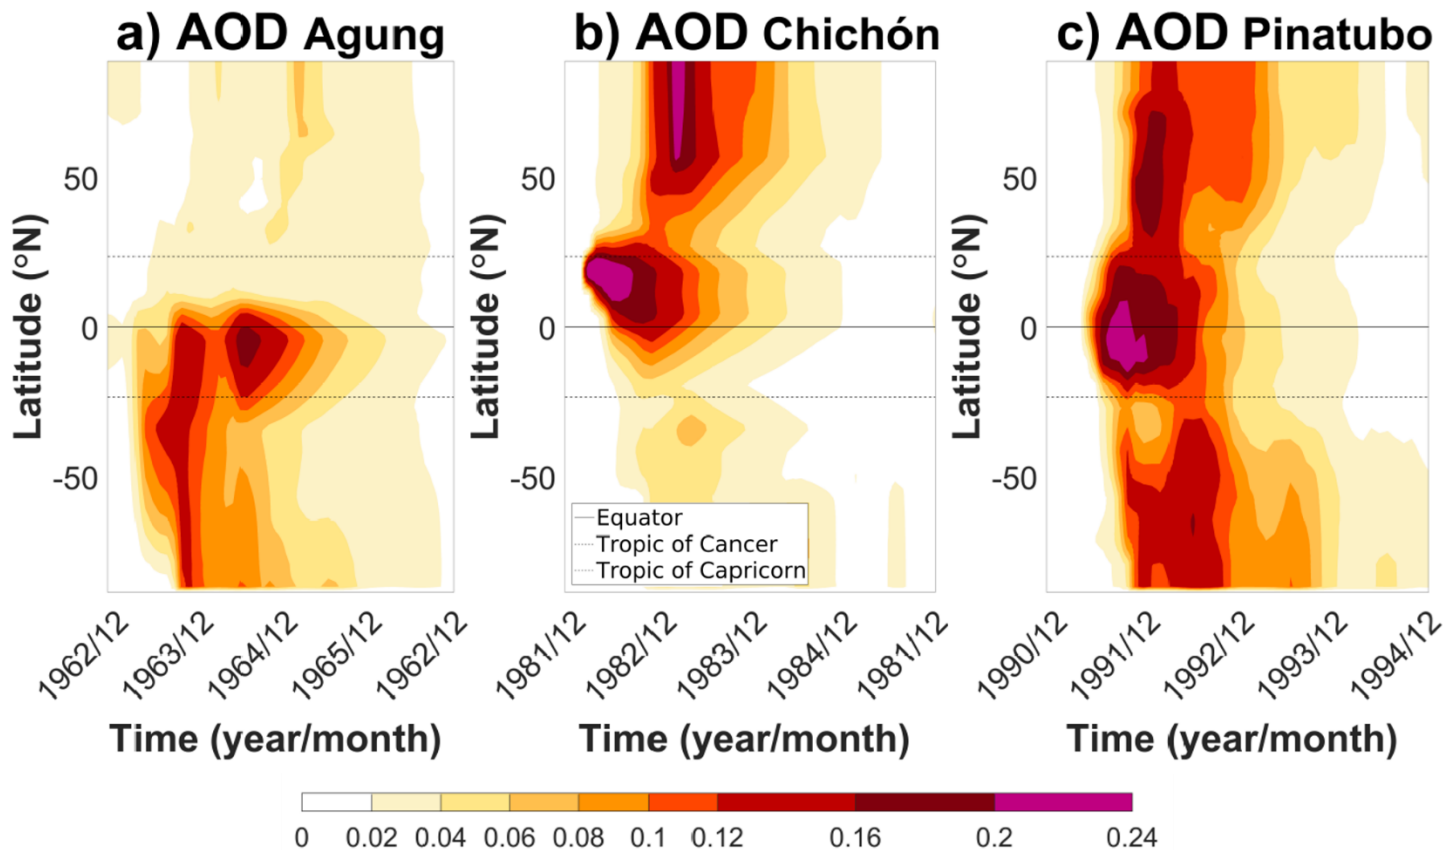 a) AOD Agung
b) AOD Chichón
c) AOD Pinatubo
Latitude (°N)
50
0
-50
1962/12
1963/12
1964/12
1965/12
1962/12
Time (year/month)
Latitude (°N)
50
0
-50
Equator
Tropic of Cancer
Tropic of Capricorn
1981/12
1982/12
1983/12
1984/12
1981/12
Time (year/month)
Latitude (°N)
50
0
-50
1990/12
1991/12
1992/12
1993/12
1994/12
Time (year/month)
0 0.02 0.04 0.06 0.08 0.1 0.12 0.16 0.2 0.24